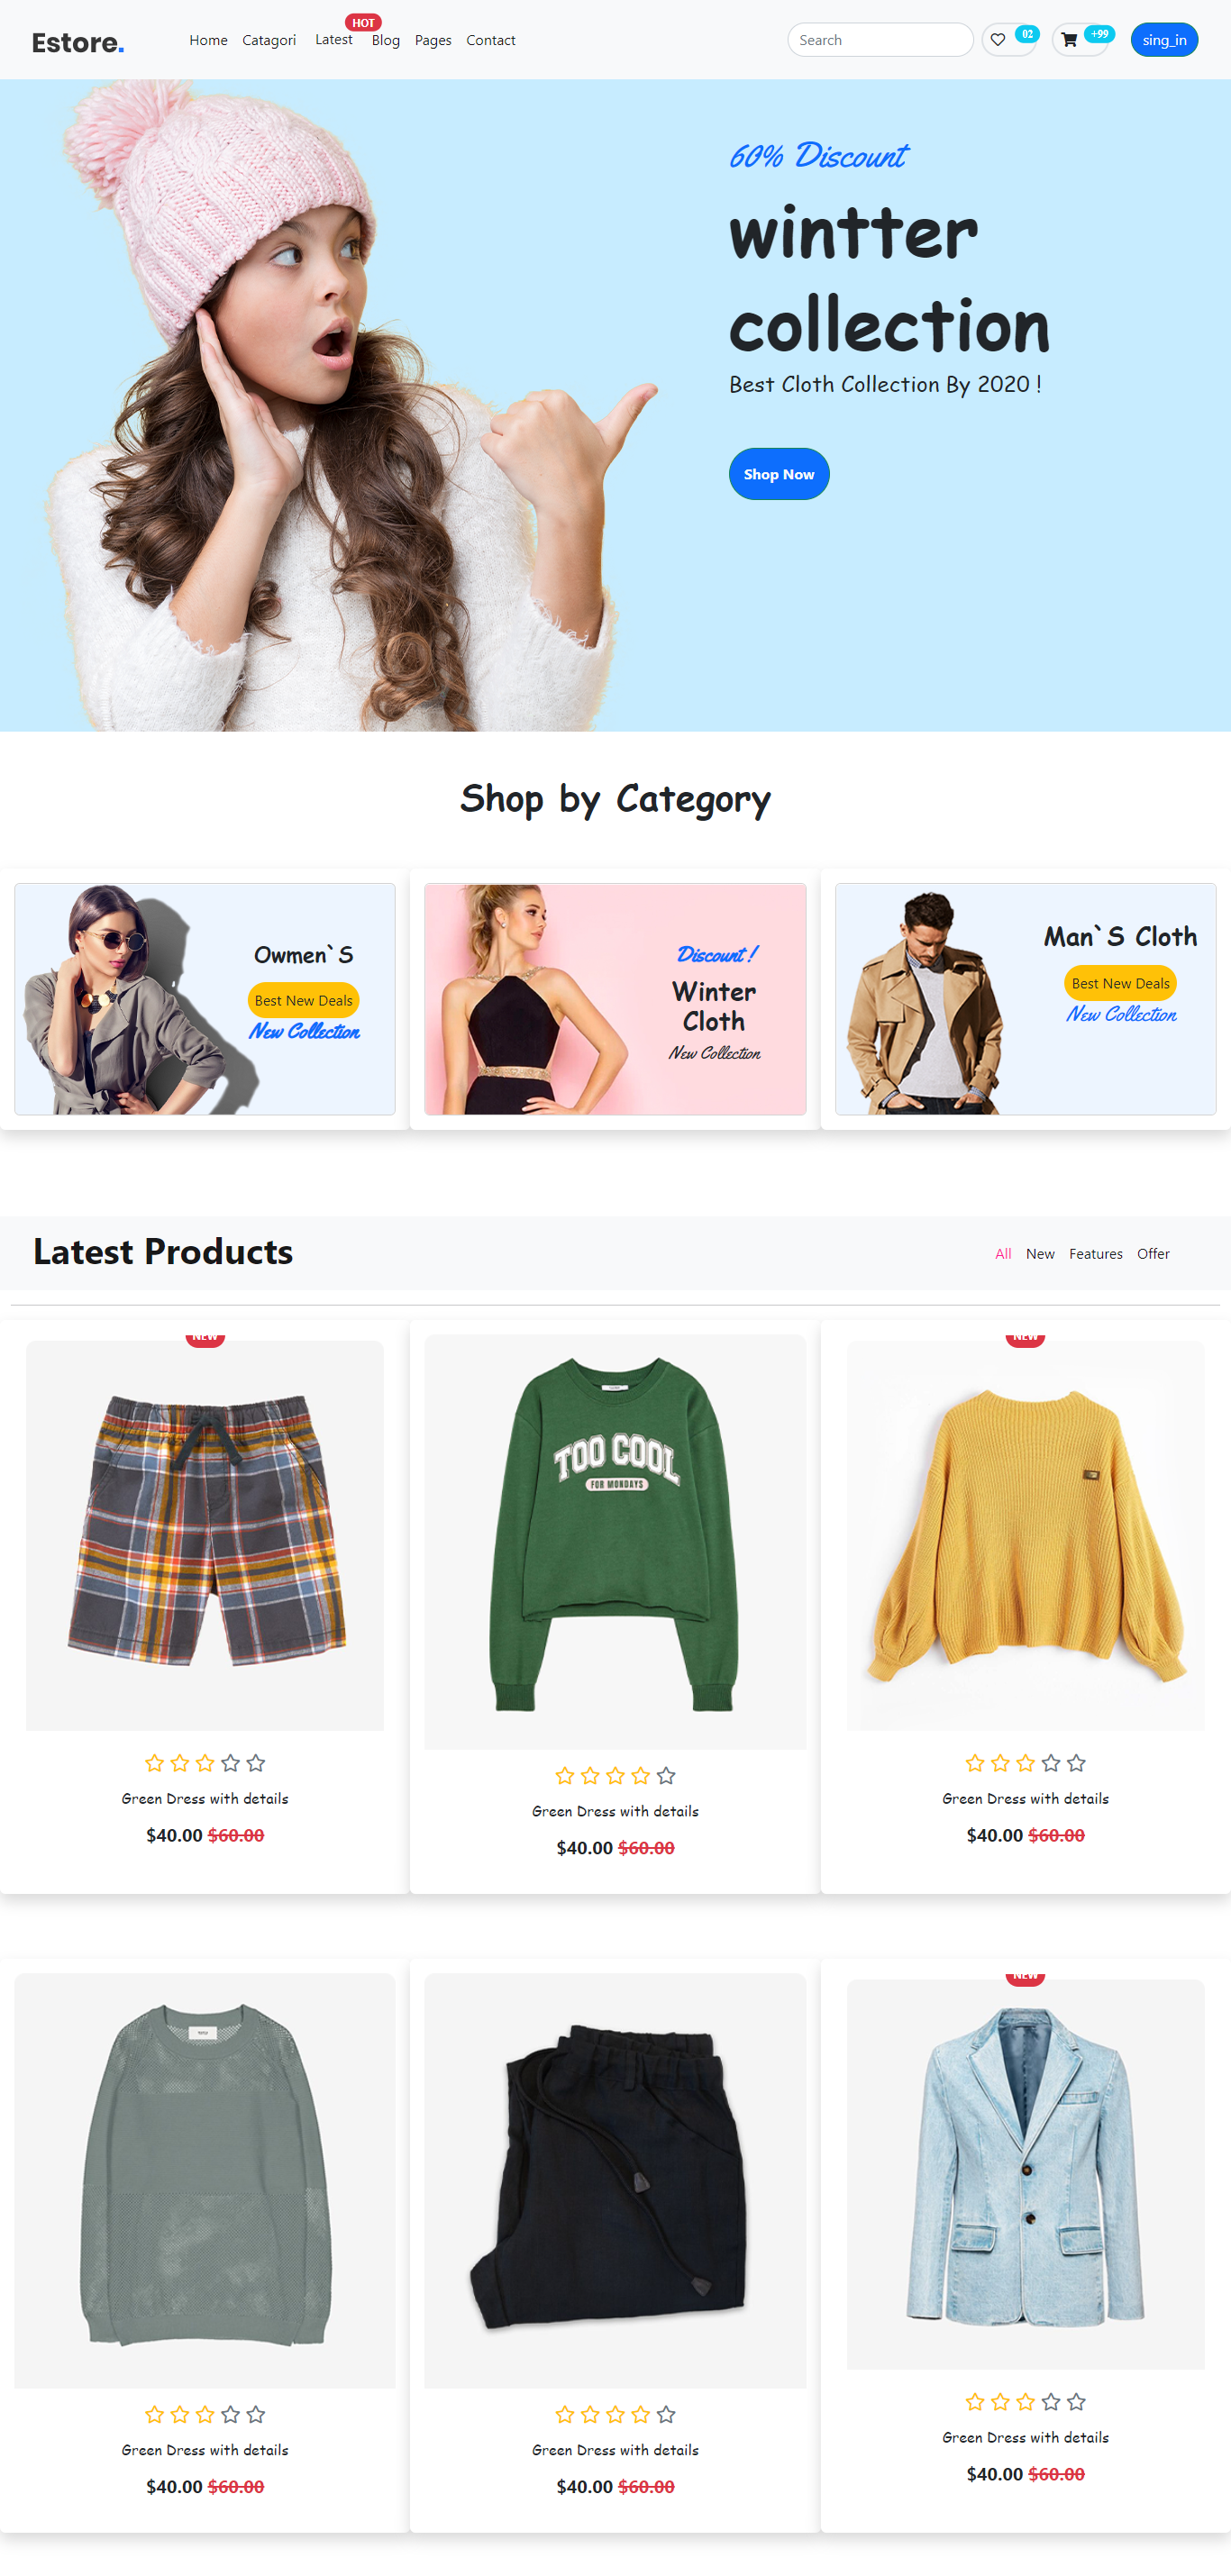 HOT
Estore.
Home Catagori Latest Blog Pages Contact
Search
02
+99
sing_in
60% Discount
wintter
collection
Best Cloth Collection By 2020 !
Shop Now
Shop by Category
Owmen`S
Best New Deals
New Collection
Discount !
Winter
Cloth
New Collection
Man`S Cloth
Best New Deals
New Collection
Latest Products
All New Features Offer
NEW
TOO COOL
FOR MONDAYS
NEW
Green Dress with details
$40.00 $60.00
Green Dress with details
$40.00 $60.00
Green Dress with details
$40.00 $60.00
NEW
Green Dress with details
$40.00 $60.00
Green Dress with details
$40.00 $60.00
Green Dress with details
$40.00 $60.00